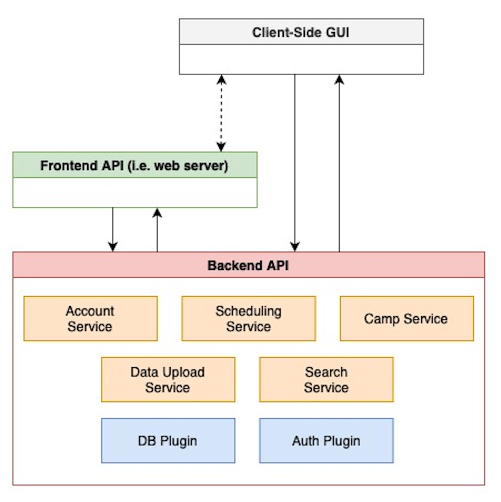 Client-Side GUI
Frontend API (i.e. web server)
Backend API
Account
Service
Scheduling
Service
Camp Service
Data Upload
Service
Search
Service
DB Plugin
Auth Plugin